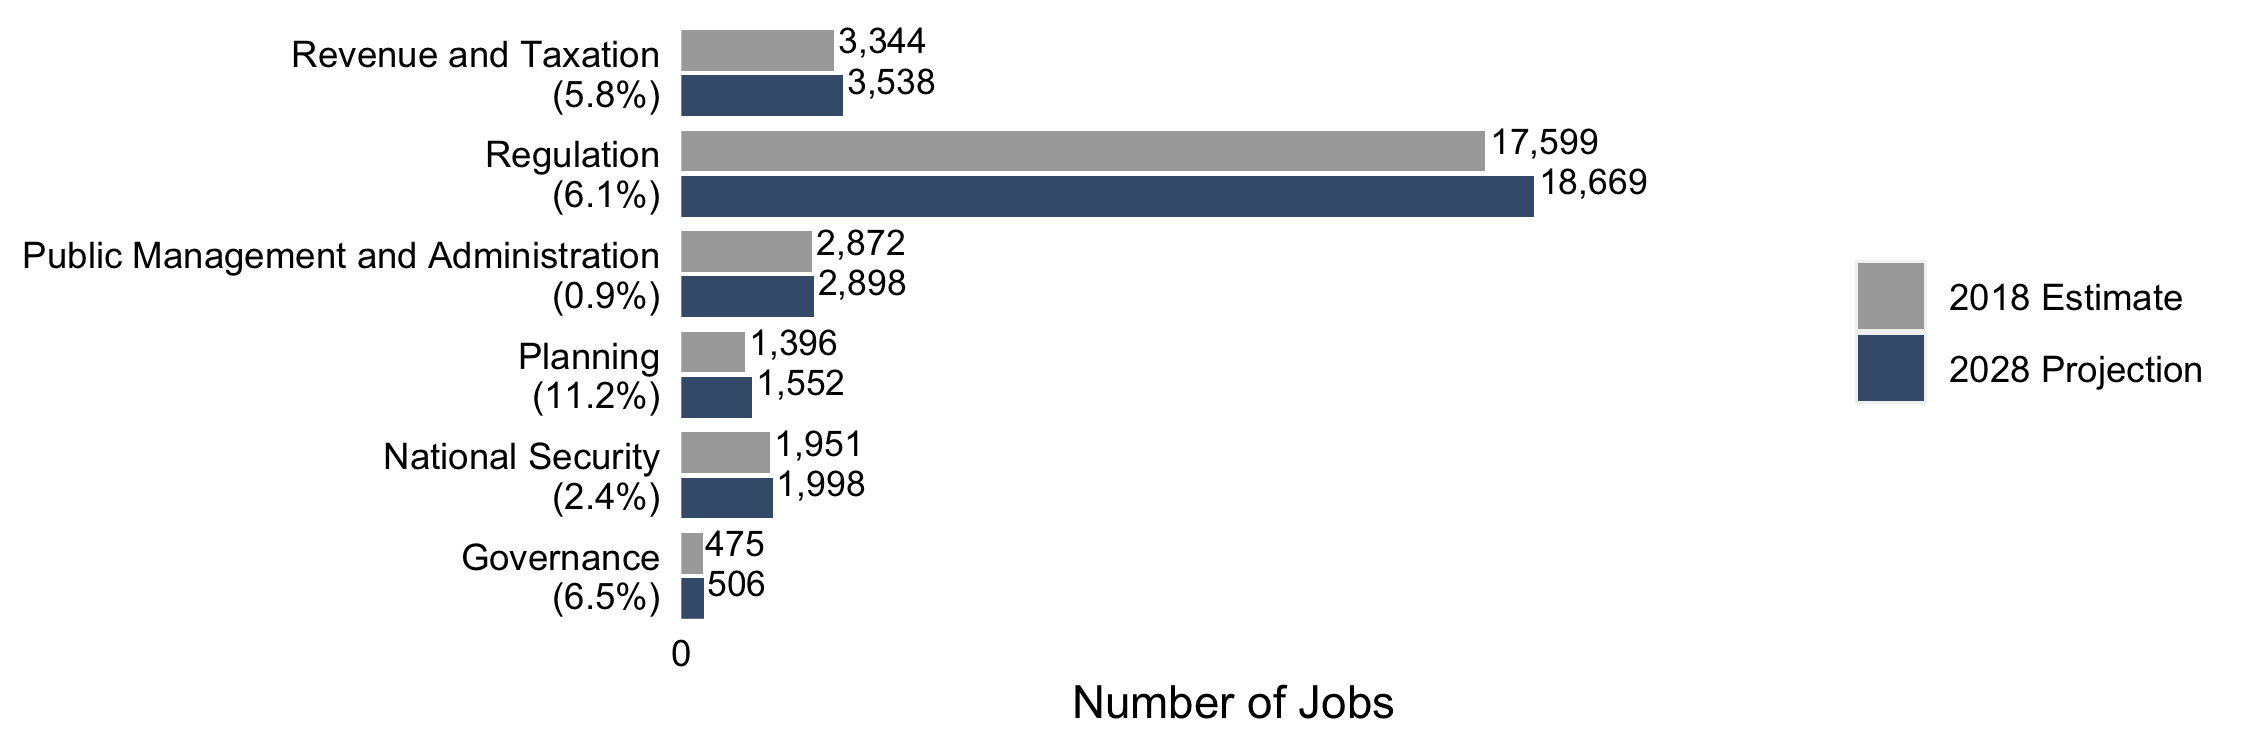 Revenue and Taxation
(5.8%)
3,344
3,538
Regulation
(6.1%)
17,599
18,669
Public Management and Administration
(0.9%)
2,872
2,898
Planning
(11.2%)
1,396
1,552
National Security
(2.4%)
1,951
1,998
Governance
(6.5%)
475
506
0
Number of Jobs
2018 Estimate
2028 Projection